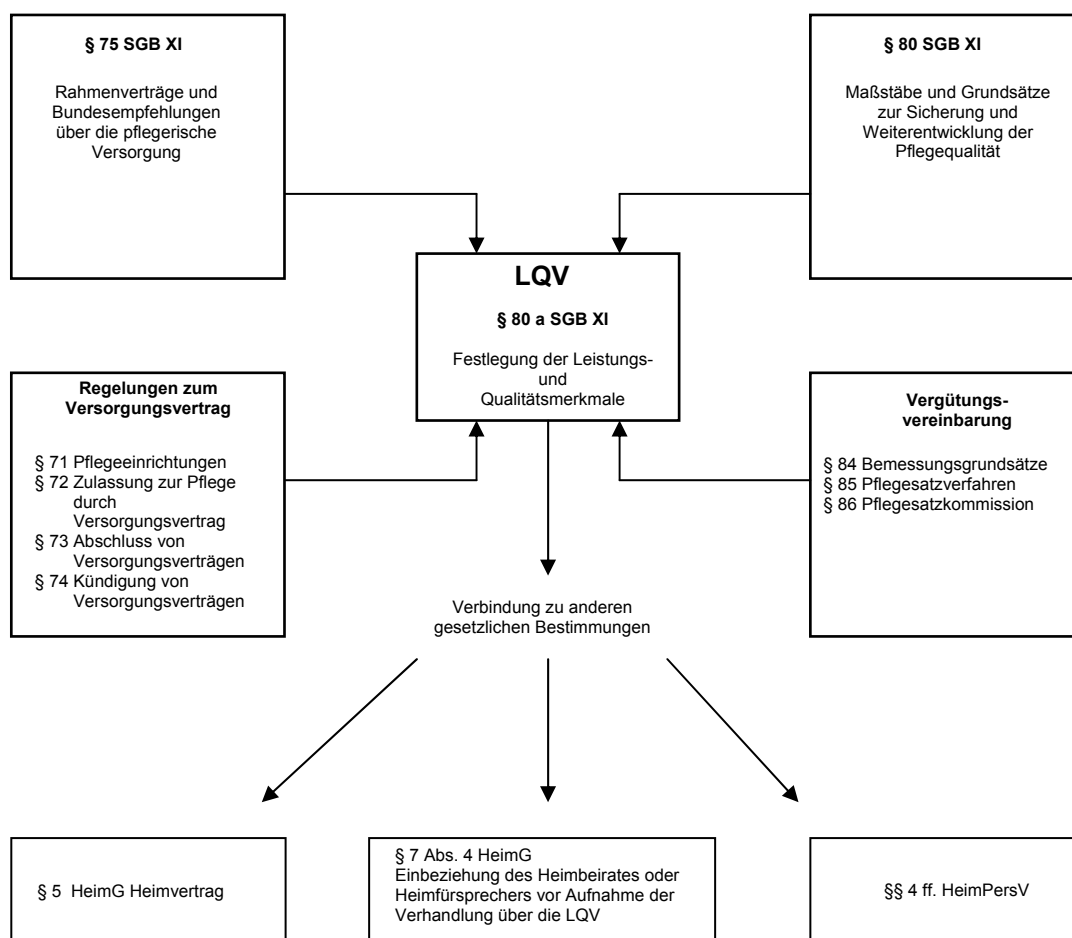 § 75 SGB XI
Rahmenverträge und
Bundesempfehlungen
über die pflegerische
Versorgung
§ 80 SGB XI
Maßstäbe und Grundsätze
zur Sicherung und
Weiterentwicklung der
Pflegequalität
LQV
§ 80 a SGB XI
Festlegung der Leistungs-
und
Qualitätsmerkmale
Regelungen zum
Versorgungsvertrag
§ 71 Pflegeeinrichtungen
§ 72 Zulassung zur Pflege
durch
Versorgungsvertrag
§ 73 Abschluss von
Versorgungsverträgen
§ 74 Kündigung von
Versorgungsverträgen
Vergütungs-
vereinbarung
§ 84 Bemessungsgrundsätze
§ 85 Pflegesatzverfahren
§ 86 Pflegesatzkommission
Verbindung zu anderen
gesetzlichen Bestimmungen
§ 5 HeimG Heimvertrag
§ 7 Abs. 4 HeimG
Einbeziehung des Heimbeirates oder
Heimfürsprechers vor Aufnahme der
Verhandlung über die LQV
§§ 4 ff. HeimPersV